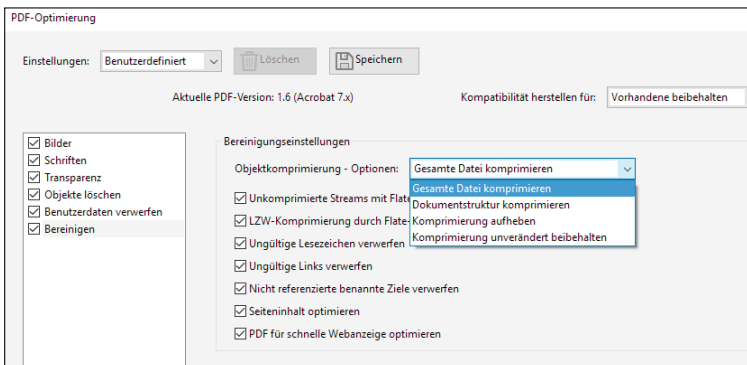 PDF-Optimierung
Einstellungen: Benutzerdefiniert Löschen Speichern
Aktuelle PDF-Version: 1.6 (Acrobat 7.x) Kompatibilität herstellen für: Vorhandene beibehalten
Bilder
Schriften
Transparenz
Objekte löschen
Benutzerdaten verwerfen
Bereinigen
Bereinigungseinstellungen
Objektkomprimierung - Optionen: Gesamte Datei komprimieren
Gesamte Datei komprimieren
Dokumentstruktur komprimieren
Komprimierung aufheben
Komprimierung unverändert beibehalten
Unkomprimierte Streams mit Flate
LZW-Komprimierung durch Flate-
Ungültige Lesezeichen verwerfen
Ungültige Links verwerfen
Nicht referenzierte benannte Ziele verwerfen
Seiteninhalt optimieren
PDF für schnelle Webanzeige optimieren